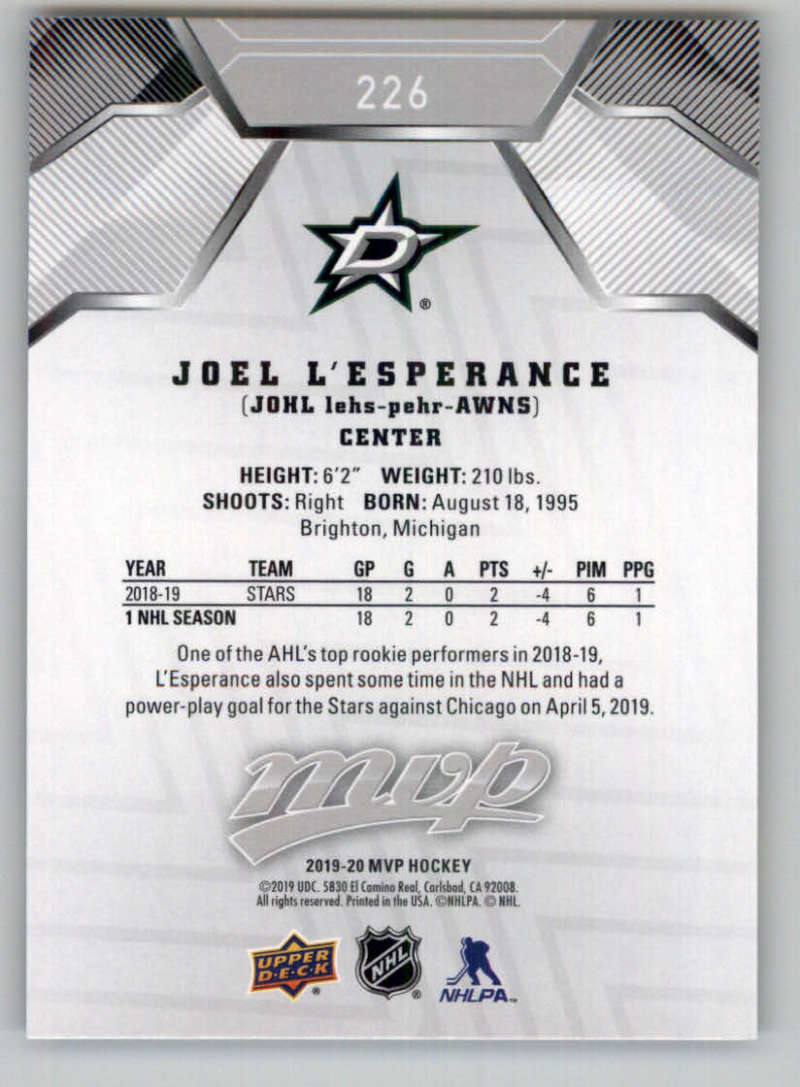 226
D
®
JOEL L'ESPERANCE
(JOHL lehs-pehr-AWNS)
CENTER
HEIGHT: 6'2" WEIGHT: 210 lbs.
SHOOTS: Right BORN: August 18, 1995
Brighton, Michigan
YEAR TEAM GP G A PTS +/- PIM PPG
2018-19 STARS 18 2 0 2 -4 6 1
1 NHL SEASON 18 2 0 2 -4 6 1
One of the AHL's top rookie performers in 2018-19,
L'Esperance also spent some time in the NHL and had a
power-play goal for the Stars against Chicago on April 5, 2019.
mvp
2019-20 MVP HOCKEY
©2019 UDC. 5830 El Camino Real, Carlsbad, CA 92008.
All rights reserved. Printed in the USA. ©NHLPA. © NHL.
UPPER
D·E·C·K ®
NHL ®
NHLPA™